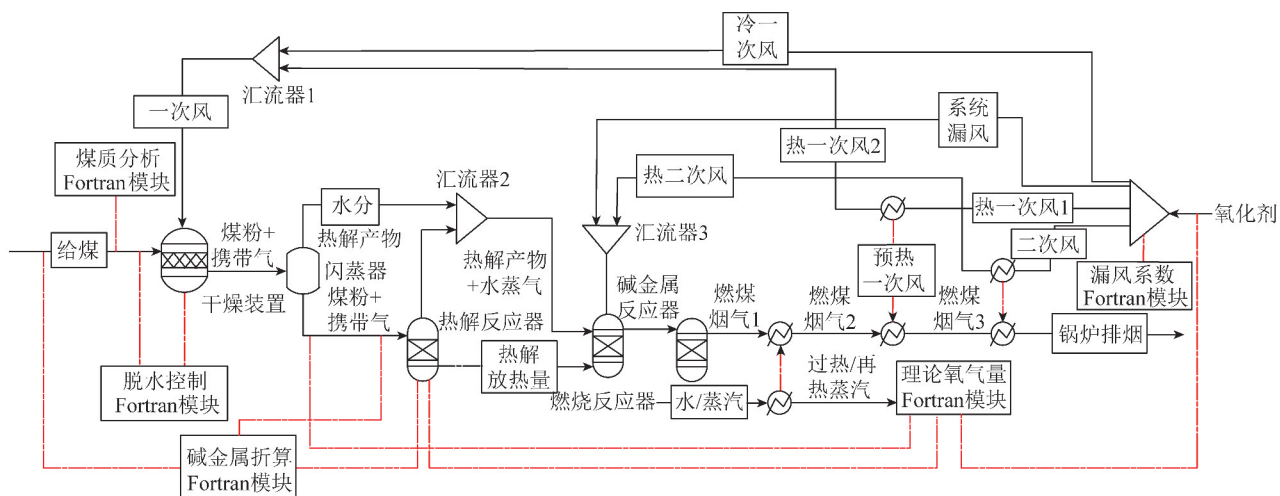 冷一
次风
汇流器1
一次风
系统
漏风
煤质分析
Fortran模块
热一次风2
汇流器2
热二次风
水分
热解产物
热一次风1
氧化剂
给煤
煤粉+
携带气
闪蒸器
汇流器3
二次风
热解产物
+水蒸气
预热
一次风
漏风系数
Fortran模块
干燥装置
煤粉+
携带气
碱金属
反应器
燃煤
烟气1
燃煤
烟气2
燃煤
烟气3
热解反应器
锅炉排烟
脱水控制
Fortran模块
热解
放热量
过热/再
热蒸汽
理论氧气量
Fortran模块
燃烧反应器
水/蒸汽
碱金属折算
Fortran模块